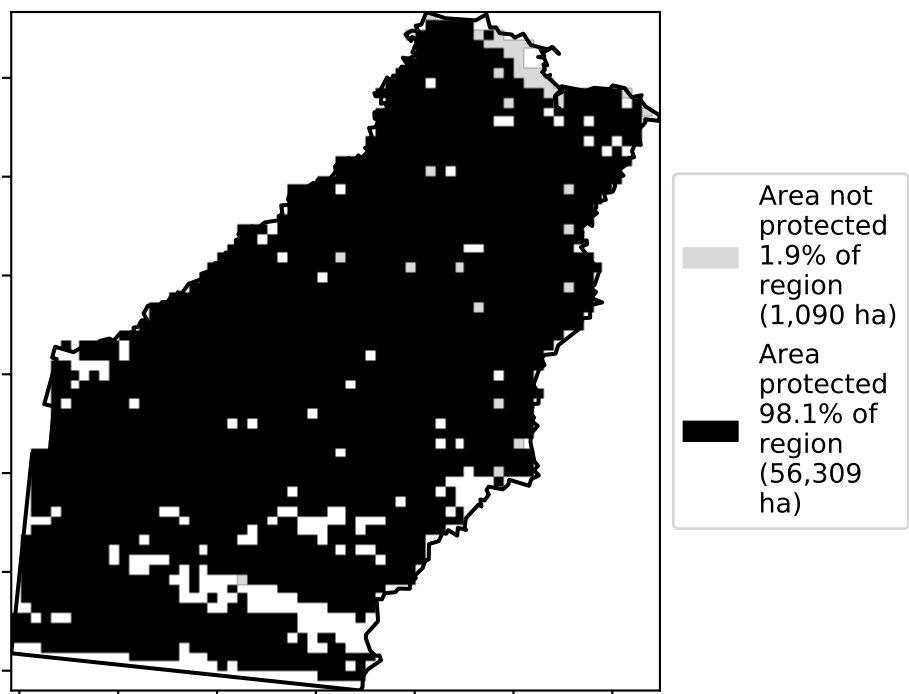 Area not
protected
1.9% of
region
(1,090 ha)
Area
protected
98.1% of
region
(56,309
ha)